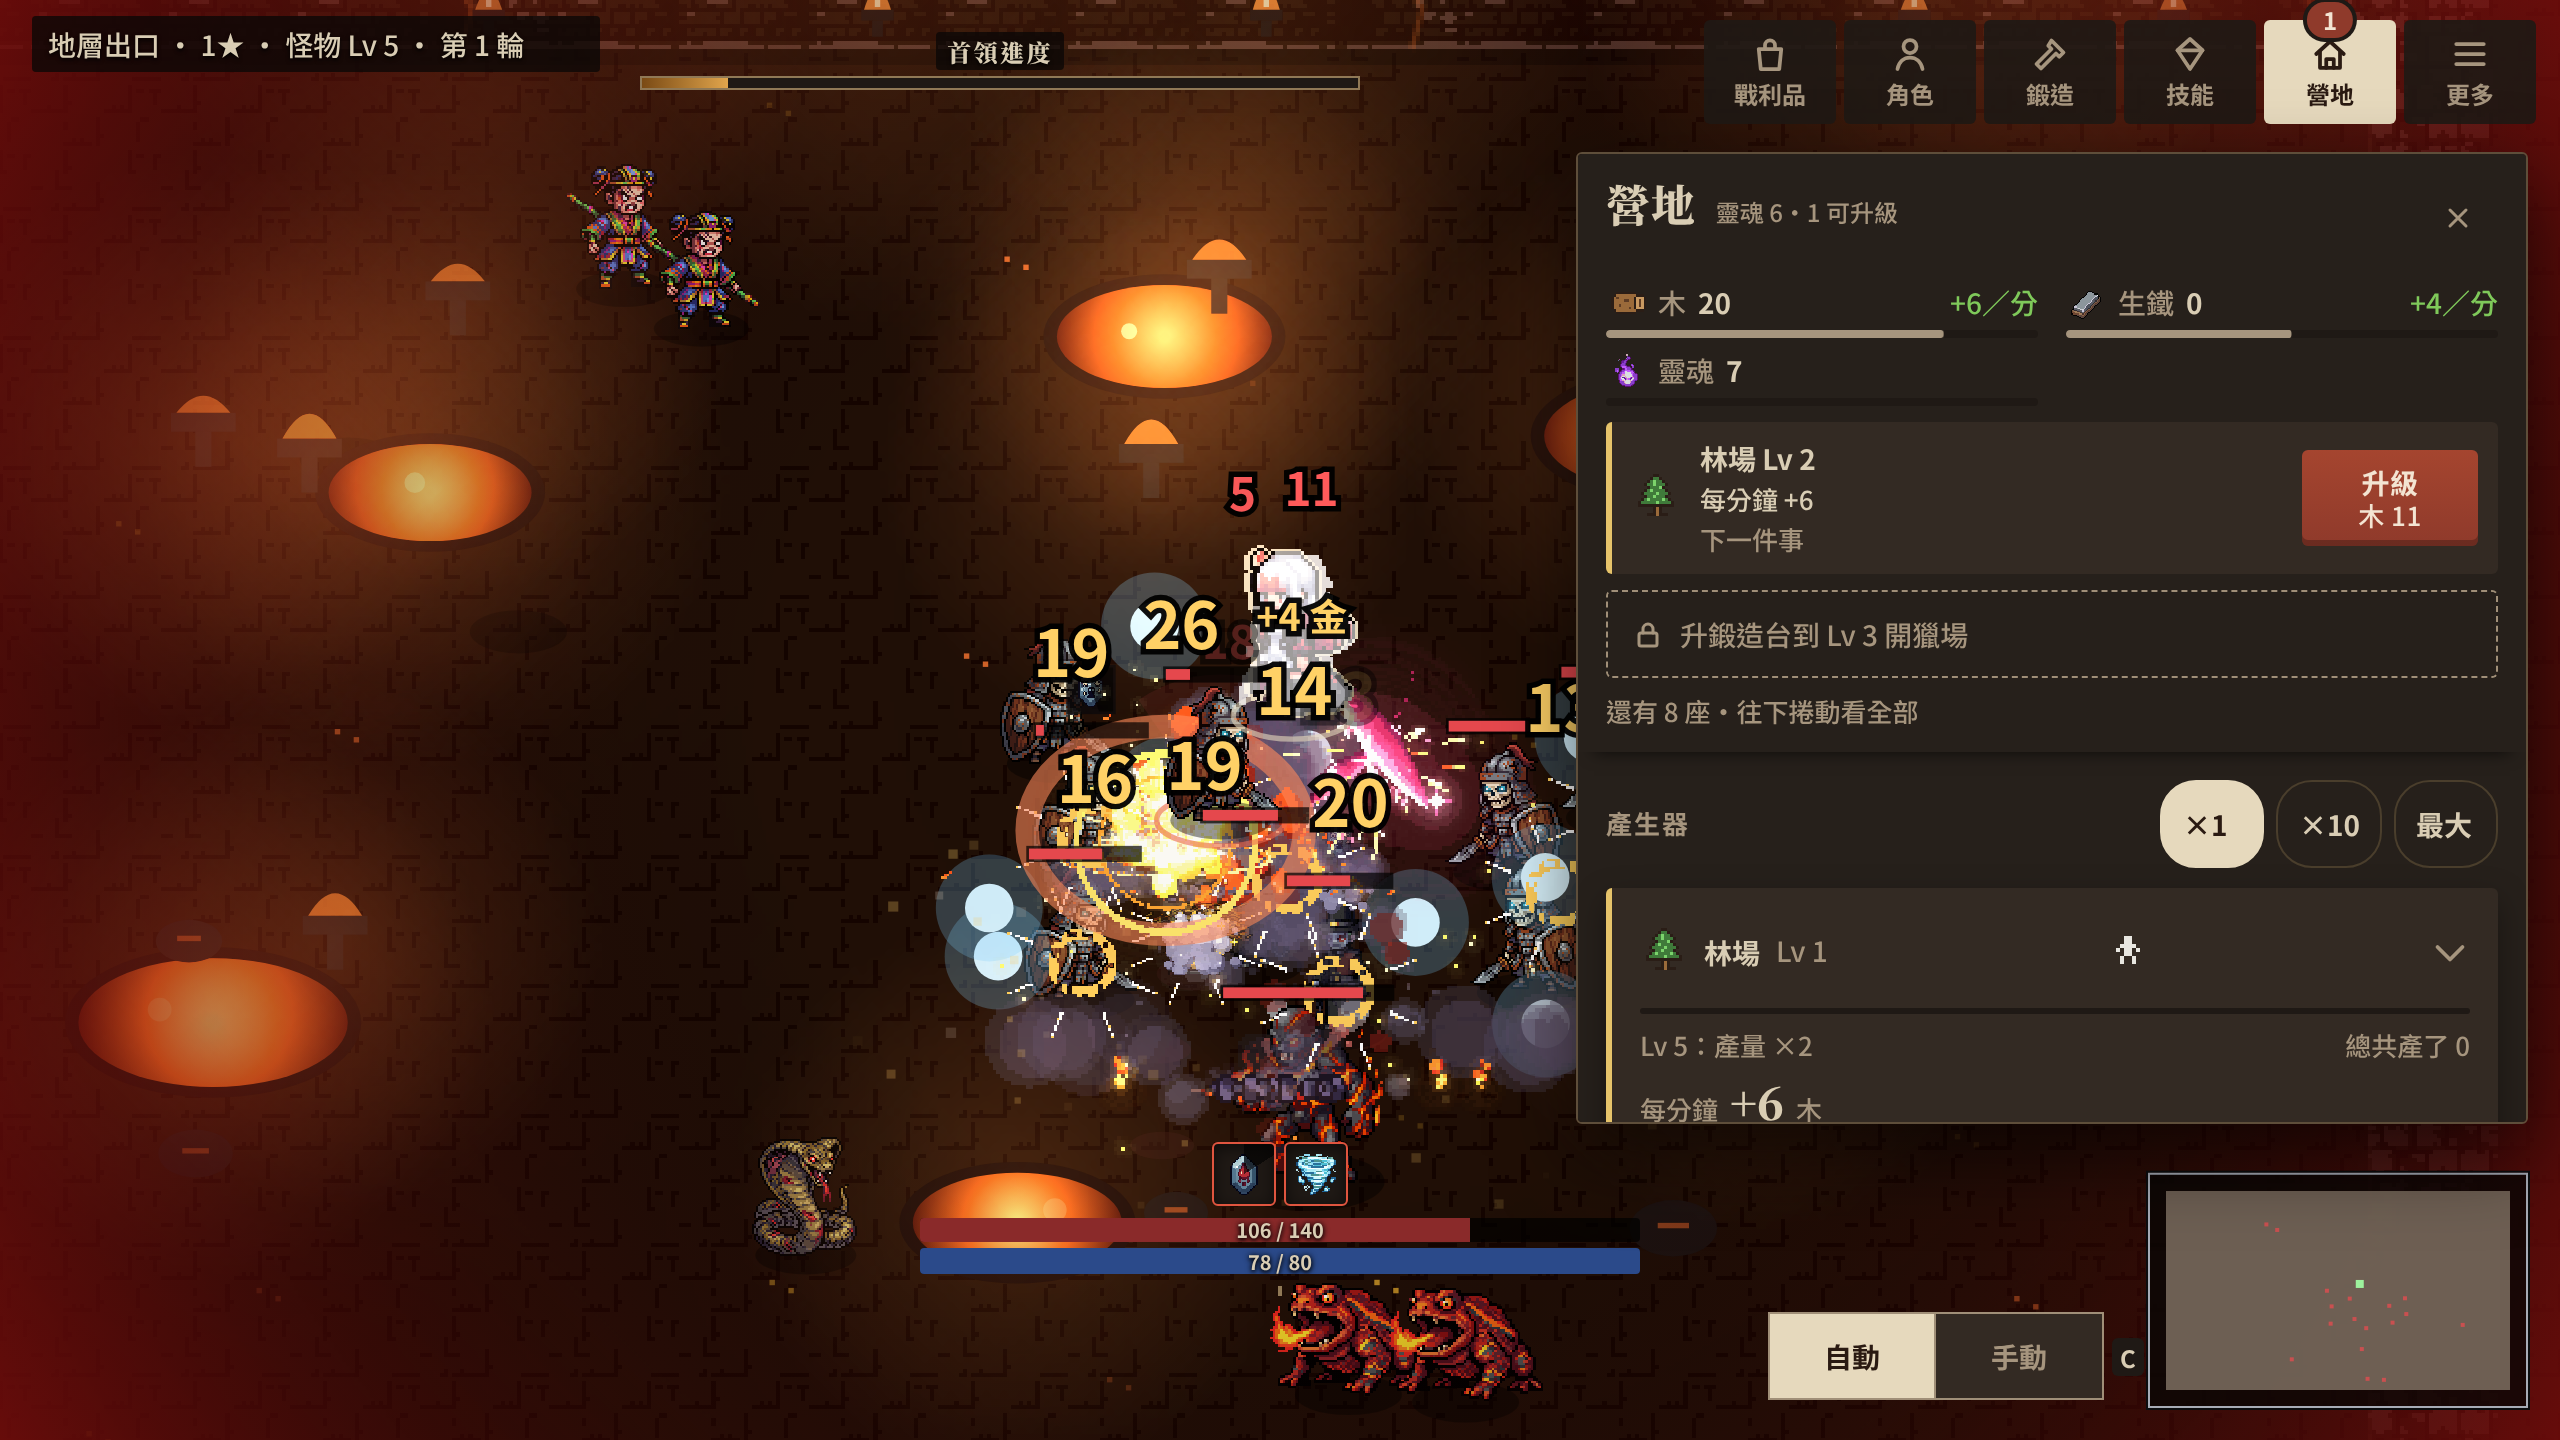 地層出口 • 1★ • 怪物 Lv 5 • 第 1 輪
首領進度
戰利品
角色
鍛造
技能
1
營地
更多
營地 靈魂 6・1 可升級
木 20 +6／分
生鐵 0 +4／分
靈魂 7
林場 Lv 2
每分鐘 +6
下一件事
升級
木 11
升鍛造台到 Lv 3 開獵場
還有 8 座・往下捲動看全部
產生器
×1
×10
最大
林場 Lv 1
Lv 5：產量 ×2
總共產了 0
每分鐘 +6 木
5
11
26
+4 金
19
14
16
19
20
106 / 140
78 / 80
自動
手動
C